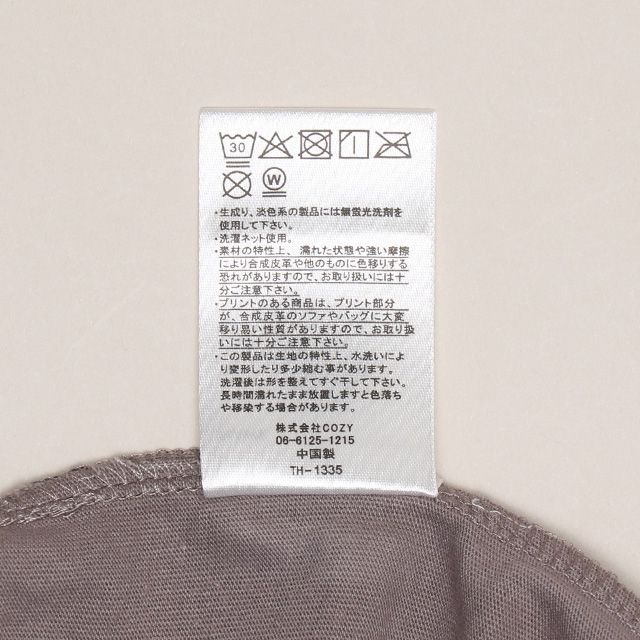 30
W
・生成り、淡色系の製品には無蛍光洗剤を
使用して下さい。
・洗濯ネット使用。
・素材の特性上、濡れた状態や強い摩擦
により合成皮革や他のものに色移りする
恐れがありますので、お取り扱いには十
分ご注意下さい。
・プリントのある商品は、プリント部分
が、合成皮革のソファやバッグに大変
移り易い性質がありますので、お取り扱
いには十分ご注意下さい。
・この製品は生地の特性上、水洗いによ
り変形したり多少縮む事があります。
洗濯後は形を整えてすぐ干して下さい。
長時間濡れたまま放置しますと色落ち
や移染する場合があります。
株式会社COZY
06-6125-1215
中国製
TH-1335